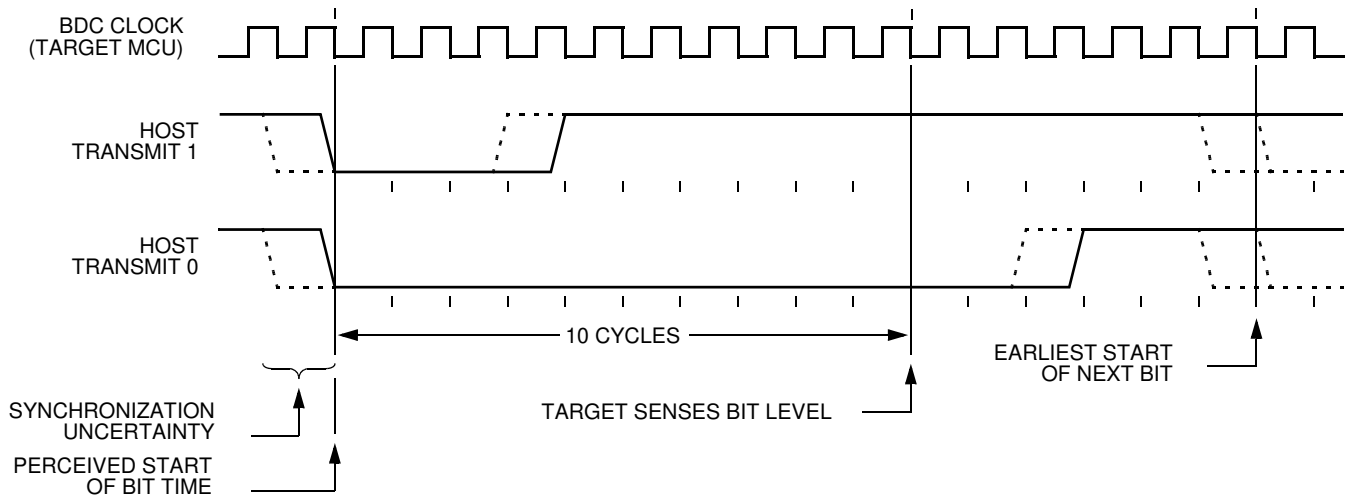 BDC CLOCK
(TARGET MCU)
HOST
TRANSMIT 1
HOST
TRANSMIT 0
10 CYCLES
EARLIEST START
OF NEXT BIT
TARGET SENSES BIT LEVEL
SYNCHRONIZATION
UNCERTAINTY
PERCEIVED START
OF BIT TIME